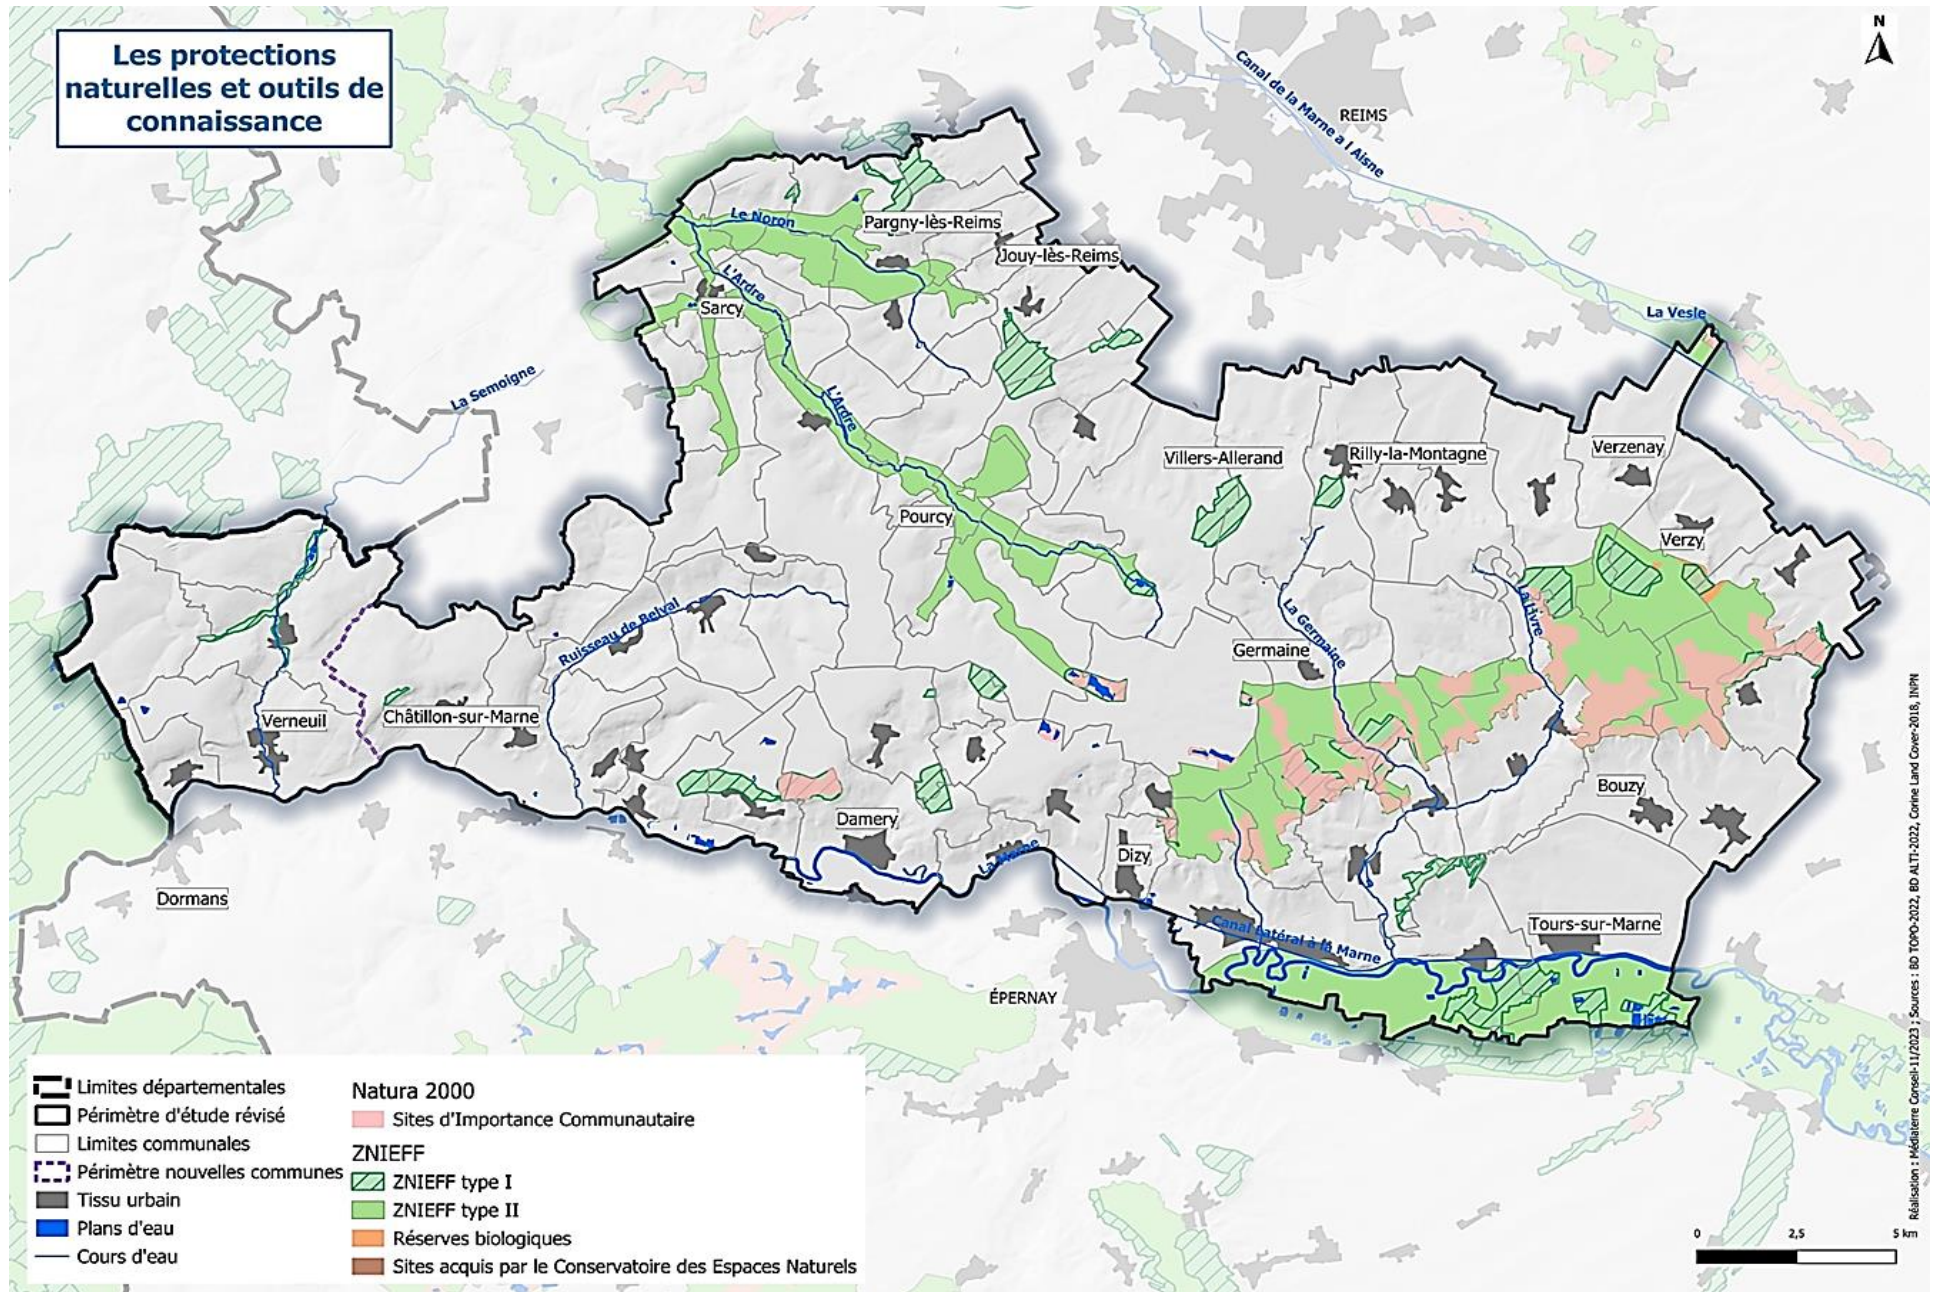 Les protections
naturelles et outils de
connaissance
N
Canal de la Marne a l Aisne
REIMS
Le Noron
Pargny-lès-Reims
Jouy-lès-Reims
L'Ardre
Sarcy
La Vesle
La Semoigne
L'Ardre
Villers-Allerand
Rilly-la-Montagne
Verzenay
Pourcy
Verzy
La Livre
Ruisseau de Belval
La Germaine
Germaine
Verneuil
Châtillon-sur-Marne
Bouzy
Damery
La Marne
Dizy
Dormans
Canal Latéral à la Marne
Tours-sur-Marne
ÉPERNAY
Limites départementales
Périmètre d'étude révisé
Limites communales
Périmètre nouvelles communes
Tissu urbain
Plans d'eau
Cours d'eau
Natura 2000
Sites d'Importance Communautaire
ZNIEFF
ZNIEFF type I
ZNIEFF type II
Réserves biologiques
Sites acquis par le Conservatoire des Espaces Naturels
0 2,5 5 km
Réalisation : Médiaterre Conseil-11/2023 ; Sources : BD TOPO-2022, BD ALTI-2022, Corine Land Cover-2018, INPN